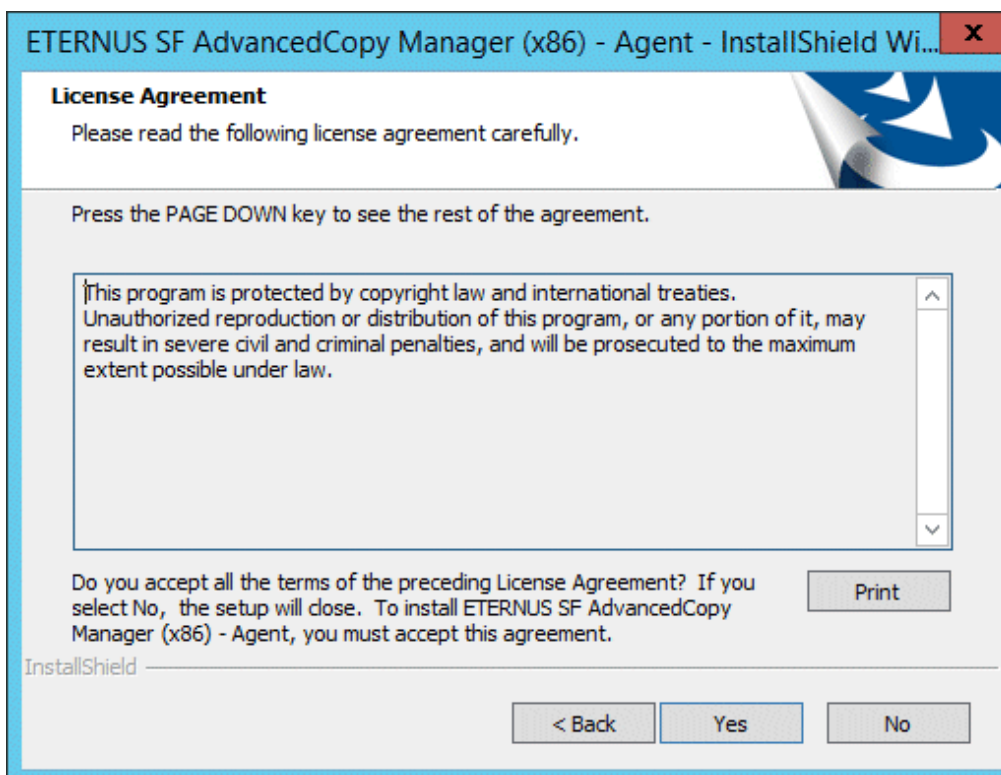 ETERNUS SF AdvancedCopy Manager (x86) - Agent - InstallShield Wi...
x
License Agreement
Please read the following license agreement carefully.
Press the PAGE DOWN key to see the rest of the agreement.
This program is protected by copyright law and international treaties.
Unauthorized reproduction or distribution of this program, or any portion of it, may
result in severe civil and criminal penalties, and will be prosecuted to the maximum
extent possible under law.
Do you accept all the terms of the preceding License Agreement?  If you
select No,  the setup will close.  To install ETERNUS SF AdvancedCopy
Manager (x86) - Agent, you must accept this agreement.
Print
InstallShield
< Back
Yes
No